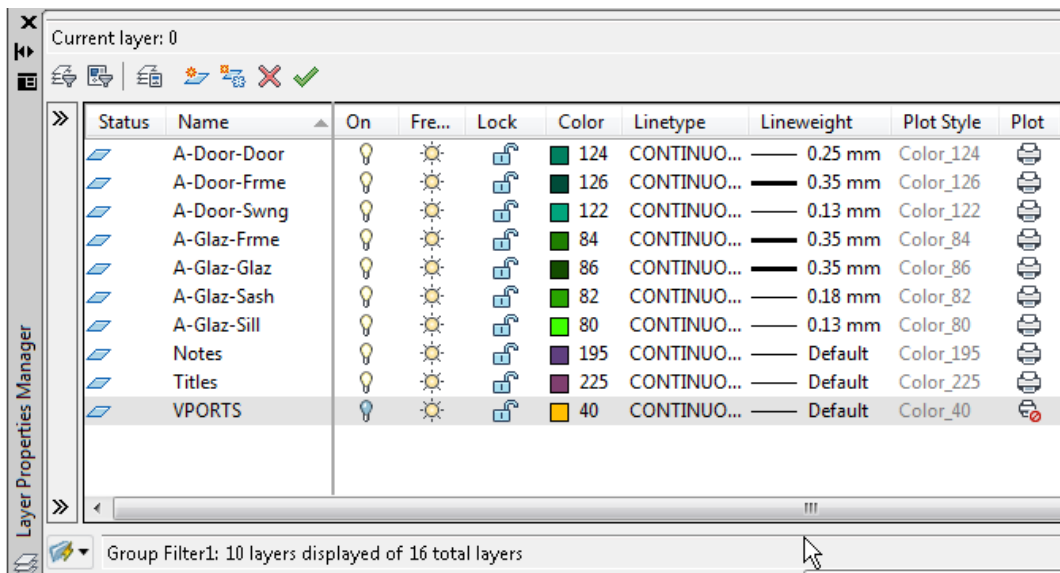 Current layer: 0
Status Name On Fre... Lock Color Linetype Lineweight Plot Style Plot
A-Door-Door 124 CONTINUO... 0.25 mm Color_124
A-Door-Frme 126 CONTINUO... 0.35 mm Color_126
A-Door-Swng 122 CONTINUO... 0.13 mm Color_122
A-Glaz-Frme 84 CONTINUO... 0.35 mm Color_84
A-Glaz-Glaz 86 CONTINUO... 0.35 mm Color_86
A-Glaz-Sash 82 CONTINUO... 0.18 mm Color_82
A-Glaz-Sill 80 CONTINUO... 0.13 mm Color_80
Notes 195 CONTINUO... Default Color_195
Titles 225 CONTINUO... Default Color_225
VPORTS 40 CONTINUO... Default Color_40
Layer Properties Manager
Group Filter1: 10 layers displayed of 16 total layers